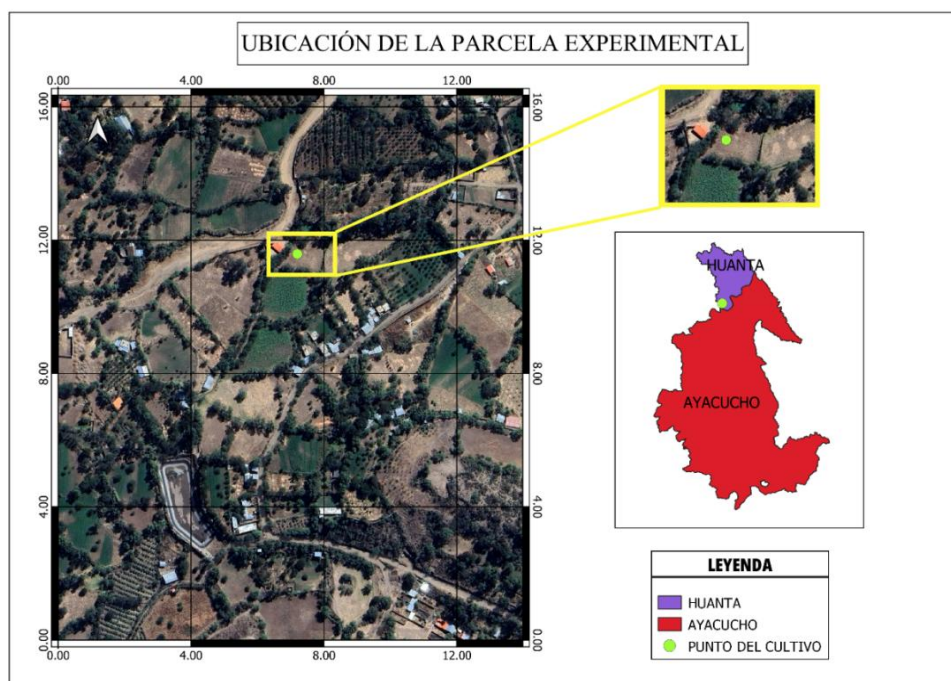 UBICACIÓN DE LA PARCELA EXPERIMENTAL
0.00 4.00 8.00 12.00
16.00 16.00
12.00 12.00
8.00 8.00
4.00 4.00
0.00 0.00
0.00 4.00 8.00 12.00
HUANTA
AYACUCHO
LEYENDA
HUANTA
AYACUCHO
PUNTO DEL CULTIVO